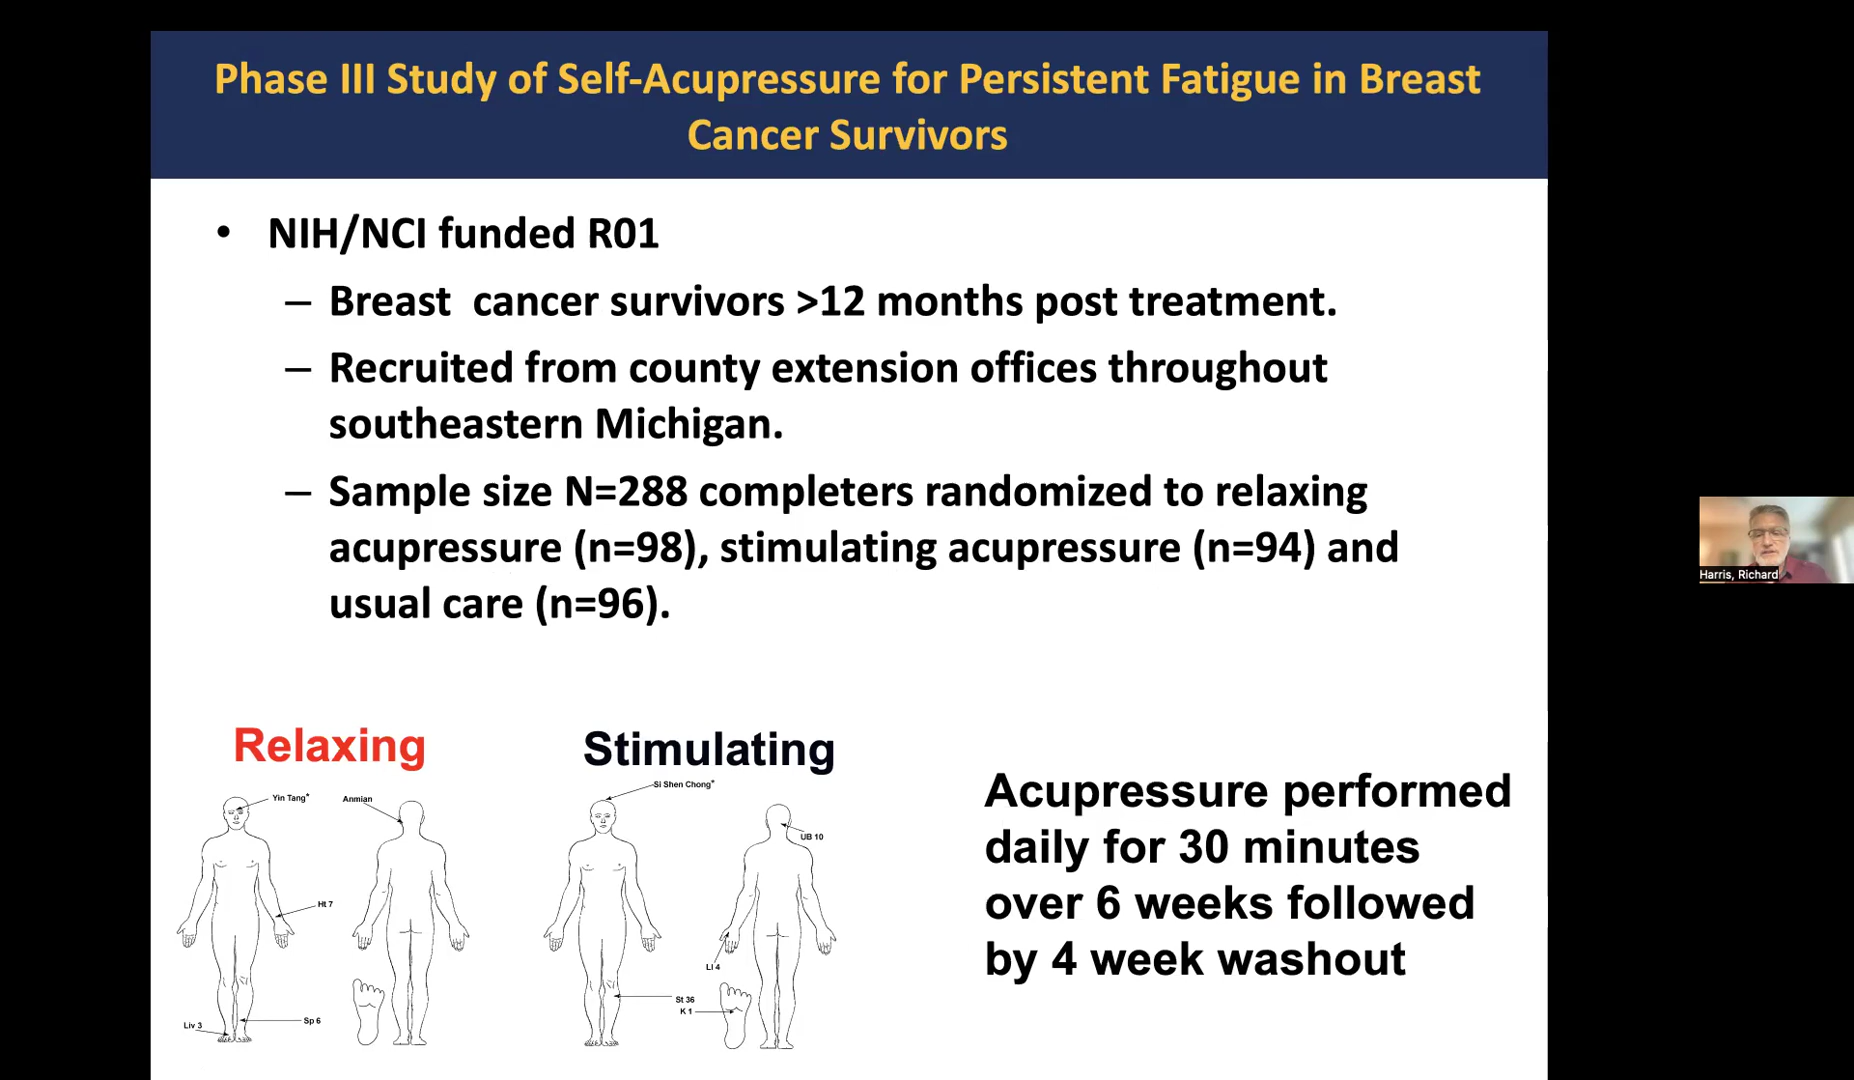 Phase III Study of Self-Acupressure for Persistent Fatigue in Breast
Cancer Survivors
• NIH/NCI funded R01
– Breast cancer survivors >12 months post treatment.
– Recruited from county extension offices throughout
southeastern Michigan.
– Sample size N=288 completers randomized to relaxing
acupressure (n=98), stimulating acupressure (n=94) and
usual care (n=96).
Harris, Richard
Relaxing
Yin Tang*
Anmian
Ht 7
Liv 3
Sp 6
Stimulating
Si Shen Chong*
UB 10
LI 4
St 36
K 1
Acupressure performed
daily for 30 minutes
over 6 weeks followed
by 4 week washout